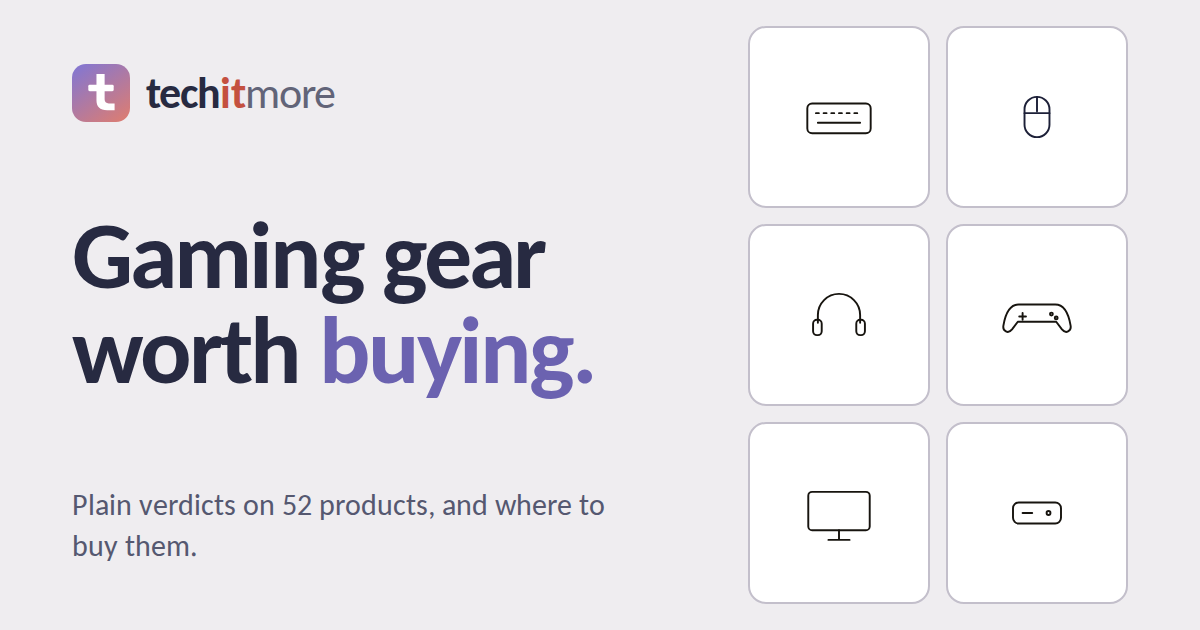 t techitmore
Gaming gear
worth buying.
Plain verdicts on 52 products, and where to
buy them.